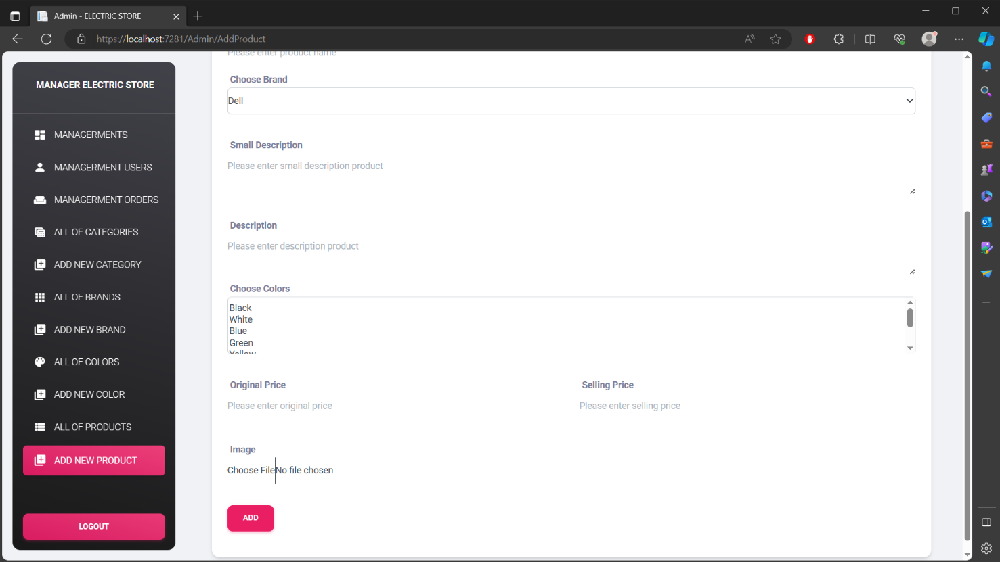 Admin - ELECTRIC STORE
https://localhost:7281/Admin/AddProduct
MANAGER ELECTRIC STORE
MANAGERMENTS
MANAGERMENT USERS
MANAGERMENT ORDERS
ALL OF CATEGORIES
ADD NEW CATEGORY
ALL OF BRANDS
ADD NEW BRAND
ALL OF COLORS
ADD NEW COLOR
ALL OF PRODUCTS
ADD NEW PRODUCT
LOGOUT
Please enter product name
Choose Brand
Dell
Small Description
Please enter small description product
Description
Please enter description product
Choose Colors
Black
White
Blue
Green
Yellow
Original Price
Selling Price
Please enter original price
Please enter selling price
Image
Choose File No file chosen
ADD